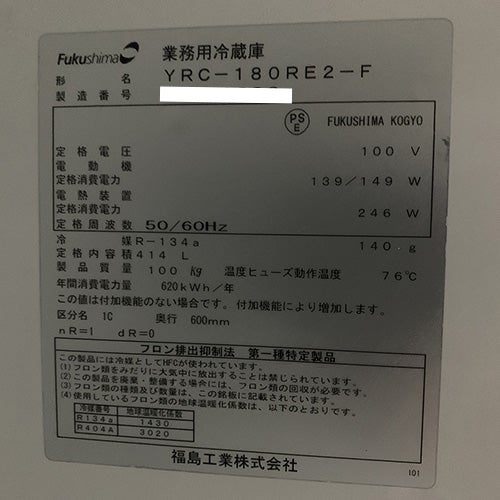 Fukushima
業務用冷蔵庫
形名 YRC-180RE2-F
製造番号
PSE FUKUSHIMA KOGYO
定格電圧 100 V
電動機
定格消費電力 139/149 W
電熱装置
定格消費電力 246 W
定格周波数 50/60Hz
冷媒 R-134a 140g
定格内容積 414 L
製品質量 100 Kg 温度ヒューズ動作温度 76℃
年間消費電力量 620kWh/年
この値は付加機能のない場合です。付加機能により増加します。
区分名 1C 奥行 600mm
nR=1 dR=0
フロン排出抑制法 第一種特定製品
この製品には冷媒としてHFCが使われています。
(1)フロン類をみだりに大気中に放出することは禁じられています。
(2)この製品を廃棄・整備する場合には、フロン類の回収が必要です。
(3)フロン類の種類及び数量は、この銘板に記載されています。
(4)使用しているフロン類の地球温暖化係数は、以下のとおりです。
冷媒番号 地球温暖化係数
R134a 1430
R404A 3020
福島工業株式会社
101